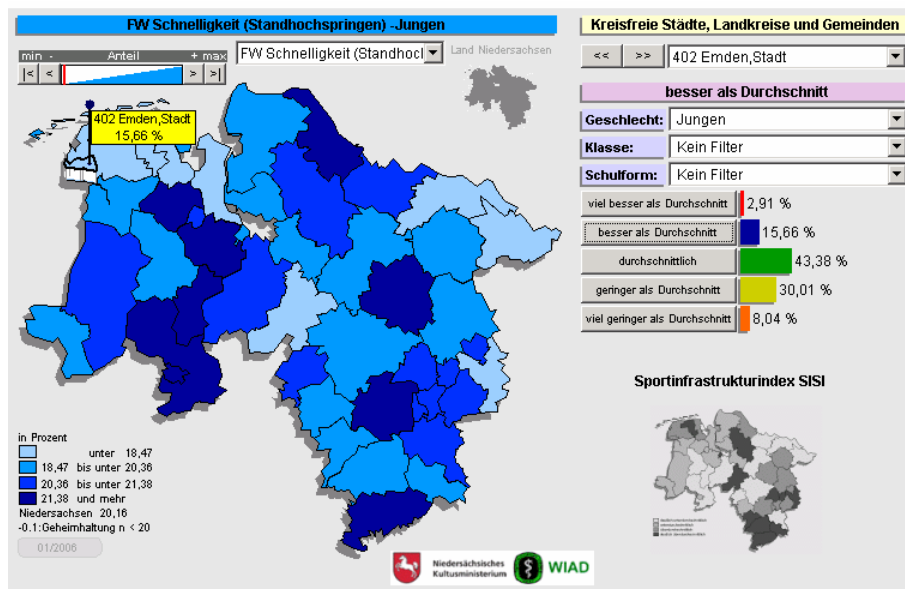 FW Schnelligkeit (Standhochspringen) -Jungen
min - Anteil + max
|< < > >|
FW Schnelligkeit (Standhocl
Land Niedersachsen
402 Emden,Stadt
15,66 %
in Prozent
unter 18,47
18,47 bis unter 20,36
20,36 bis unter 21,38
21,38 und mehr
Niedersachsen 20,16
-0.1:Geheimhaltung n < 20
01/2006
Kreisfreie Städte, Landkreise und Gemeinden
<< >> 402 Emden,Stadt
besser als Durchschnitt
Geschlecht: Jungen
Klasse: Kein Filter
Schulform: Kein Filter
viel besser als Durchschnitt 2,91 %
besser als Durchschnitt 15,66 %
durchschnittlich 43,38 %
geringer als Durchschnitt 30,01 %
viel geringer als Durchschnitt 8,04 %
Sportinfrastrukturindex SISI
Niedersächsisches
Kultusministerium
WIAD